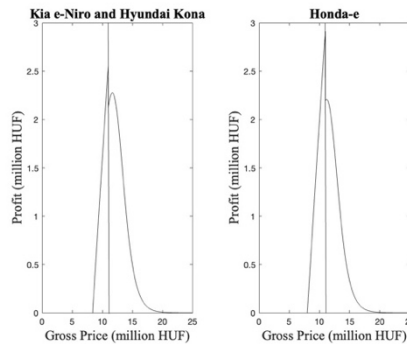 Kia e-Niro and Hyundai Kona
3
2.5
2
1.5
1
0.5
0
Profit (million HUF)
0 5 10 15 20 25
Gross Price (million HUF)
Honda-e
3
2.5
2
1.5
1
0.5
0
Profit (million HUF)
0 5 10 15 20 25
Gross Price (million HUF)